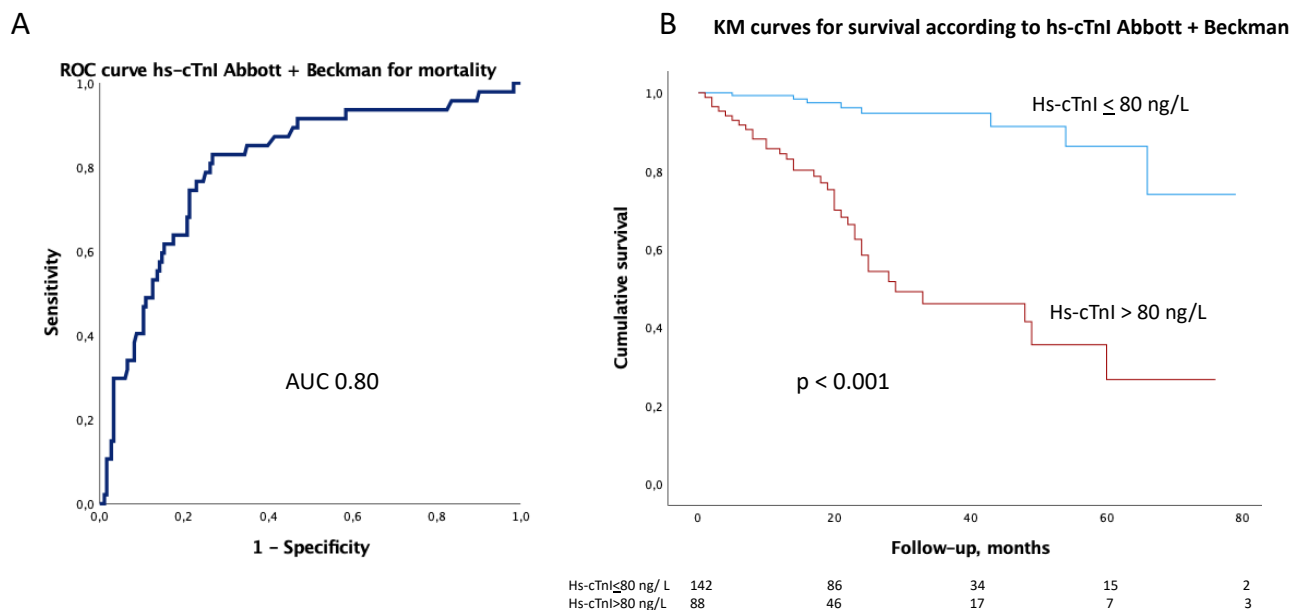 A
ROC curve hs-cTnI Abbott + Beckman for mortality
1,0
0,8
0,6
0,4
0,2
0,0
Sensitivity
AUC 0.80
0,0 0,2 0,4 0,6 0,8 1,0
1 – Specificity
B
KM curves for survival according to hs-cTnI Abbott + Beckman
1,0
0,8
0,6
0,4
0,2
0,0
Cumulative survival
Hs-cTnI ≤ 80 ng/L
Hs-cTnI > 80 ng/L
p < 0.001
0 20 40 60 80
Follow-up, months
Hs-cTnI≤80 ng/ L 142 86 34 15 2
Hs-cTnI>80 ng/L 88 46 17 7 3